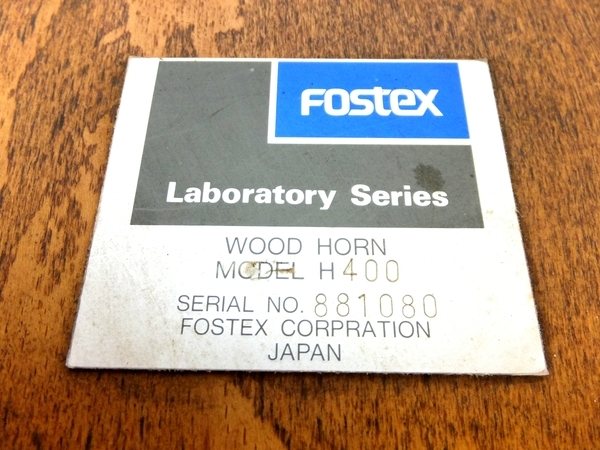 FOSTEX
Laboratory Series
WOOD HORN
MODEL H400
SERIAL NO. 881080
FOSTEX CORPRATION
JAPAN